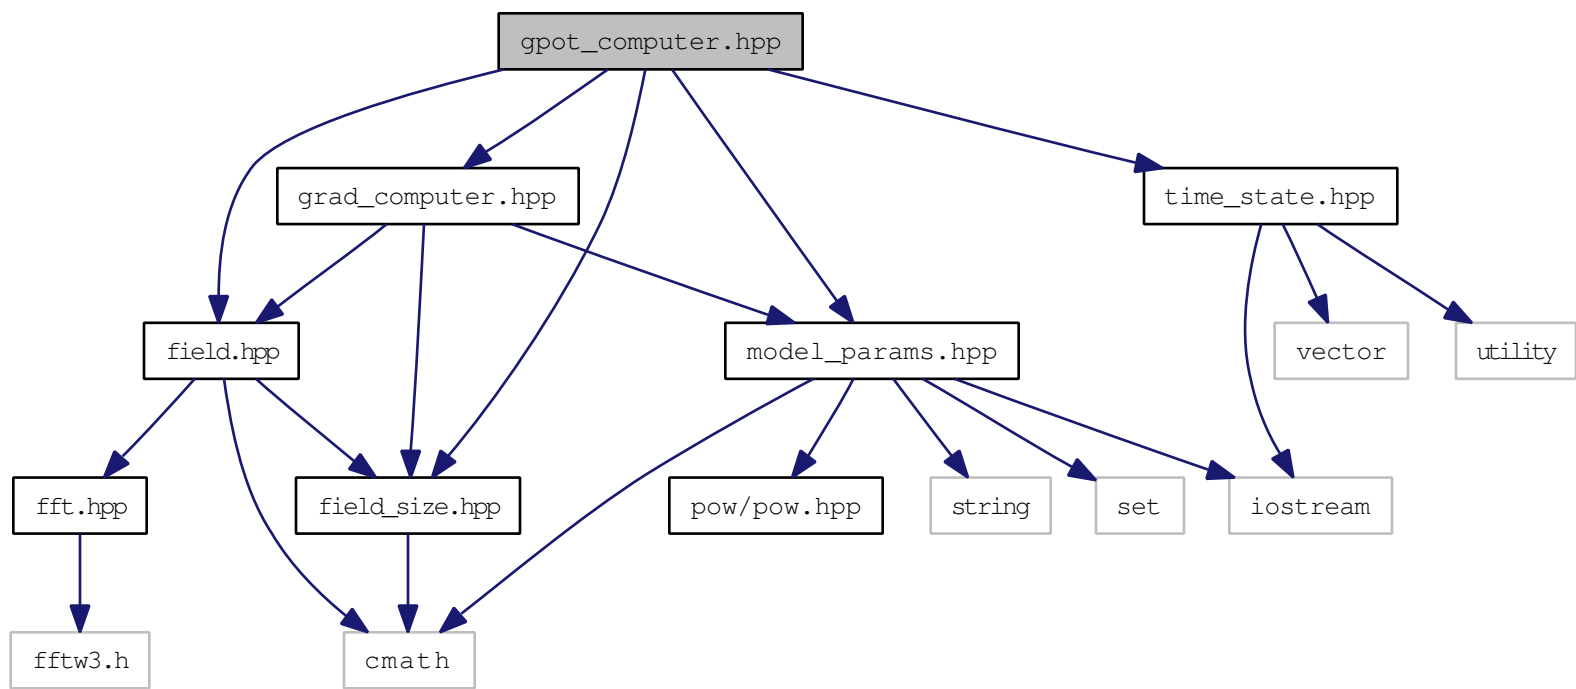 gpot_computer.hpp
grad_computer.hpp
time_state.hpp
field.hpp
model_params.hpp
vector
utility
fft.hpp
field_size.hpp
pow/pow.hpp
string
set
iostream
fftw3.h
cmath